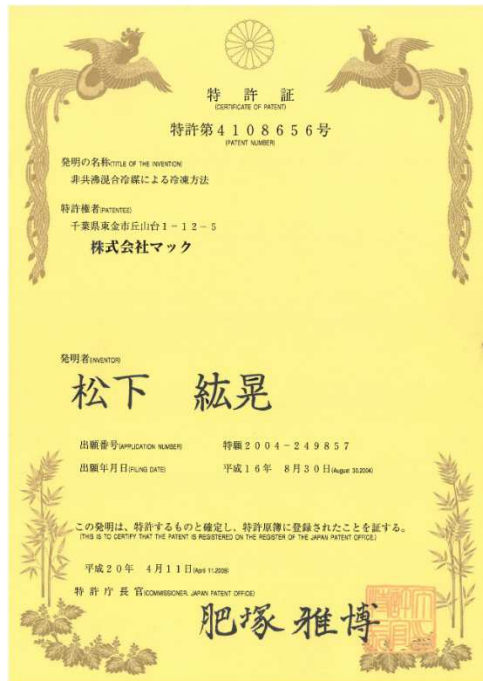 特許証
(CERTIFICATE OF PATENT)
特許第4108656号
(PATENT NUMBER)
発明の名称(TITLE OF THE INVENTION)
非共沸混合冷媒による冷凍方法
特許権者(PATENTEE)
千葉県東金市丘山台1-12-5
株式会社マック
発明者(INVENTOR)
松下 紘晃
出願番号(APPLICATION NUMBER) 特願2004-249857
出願年月日(FILING DATE) 平成16年 8月30日(August 30,2004)
この発明は、特許するものと確定し、特許原簿に登録されたことを証する。
(THIS IS TO CERTIFY THAT THE PATENT IS REGISTERED ON THE REGISTER OF THE JAPAN PATENT OFFICE.)
平成20年 4月11日(April 11,2008)
特許庁長官(COMMISSIONER, JAPAN PATENT OFFICE)
肥塚雅博